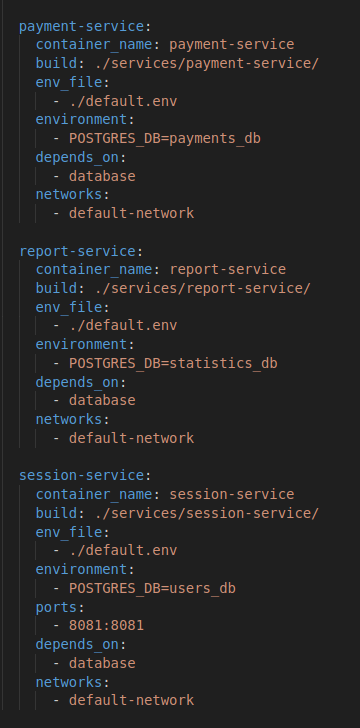 payment-service:
container_name: payment-service
build: ./services/payment-service/
env_file:
- ./default.env
environment:
- POSTGRES_DB=payments_db
depends_on:
- database
networks:
- default-network
report-service:
container_name: report-service
build: ./services/report-service/
env_file:
- ./default.env
environment:
- POSTGRES_DB=statistics_db
depends_on:
- database
networks:
- default-network
session-service:
container_name: session-service
build: ./services/session-service/
env_file:
- ./default.env
environment:
- POSTGRES_DB=users_db
ports:
- 8081:8081
depends_on:
- database
networks:
- default-network